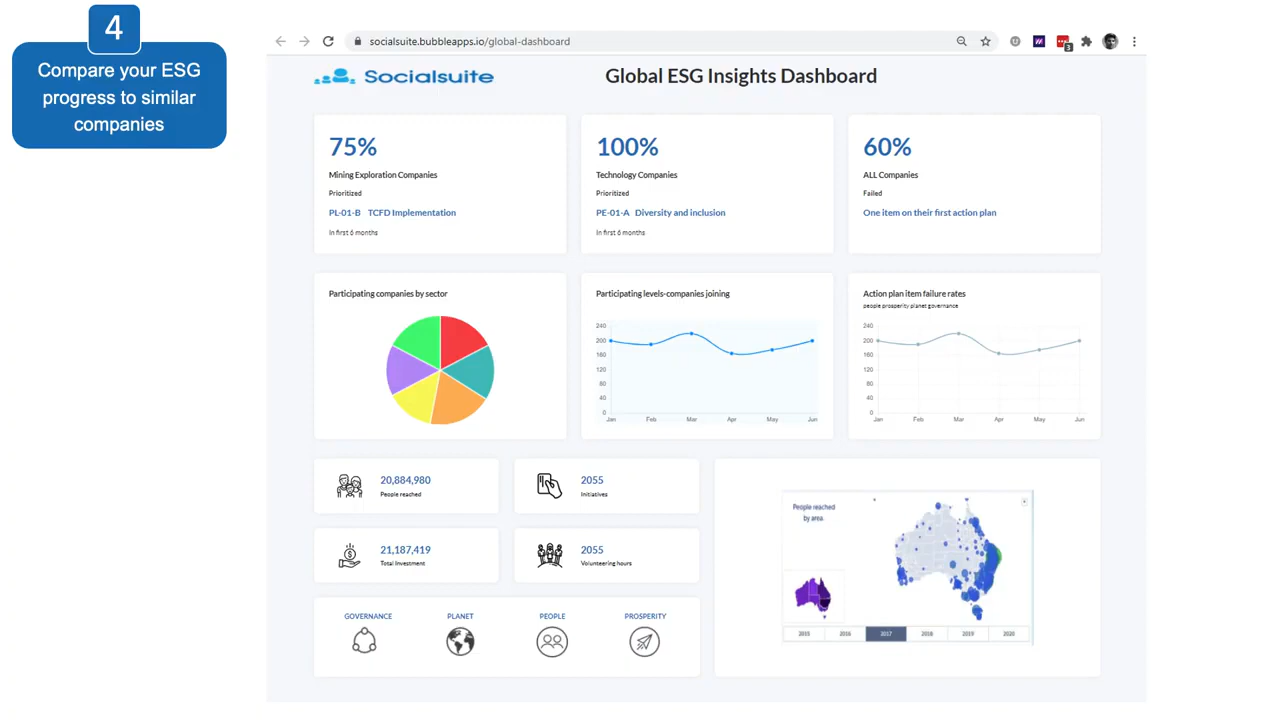 4
Compare your ESG
progress to similar
companies
socialsuite.bubbleapps.io/global-dashboard
3
Socialsuite
Global ESG Insights Dashboard
75%
Mining Exploration Companies
Prioritized
PL-01-B TCFD Implementation
In first 6 months
100%
Technology Companies
Prioritized
PE-01-A Diversity and inclusion
In first 6 months
60%
ALL Companies
Failed
One item on their first action plan
Participating companies by sector
Participating levels-companies joining
240
200
160
120
80
40
0
Jan Feb Mar Apr May Jun
Action plan item failure rates
people prosperity planet governance
240
200
160
120
80
40
0
Jan Feb Mar Apr May Jun
20,884,980
People reached
2055
Initiatives
21,187,419
Total Investment
2055
Volunteering hours
GOVERNANCE PLANET PEOPLE PROSPERITY
People reached
by area
2015 2016 2017 2018 2019 2020